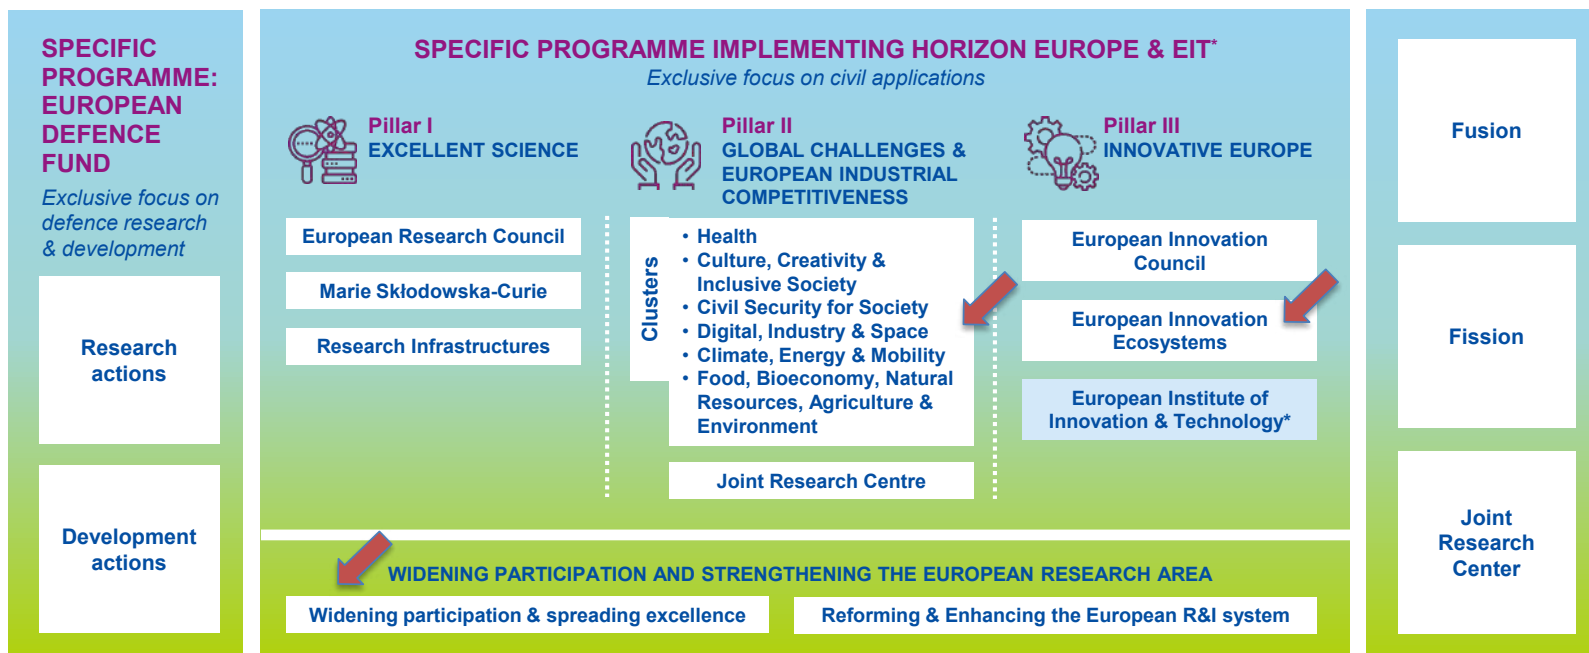 SPECIFIC
PROGRAMME:
EUROPEAN
DEFENCE
FUND
Exclusive focus on
defence research
& development
Research
actions
Development
actions
SPECIFIC PROGRAMME IMPLEMENTING HORIZON EUROPE & EIT*
Exclusive focus on civil applications
Pillar I
EXCELLENT SCIENCE
European Research Council
Marie Skłodowska-Curie
Research Infrastructures
Pillar II
GLOBAL CHALLENGES &
EUROPEAN INDUSTRIAL
COMPETITIVENESS
Clusters
• Health
• Culture, Creativity &
Inclusive Society
• Civil Security for Society
• Digital, Industry & Space
• Climate, Energy & Mobility
• Food, Bioeconomy, Natural
Resources, Agriculture &
Environment
Joint Research Centre
Pillar III
INNOVATIVE EUROPE
European Innovation
Council
European Innovation
Ecosystems
European Institute of
Innovation & Technology*
WIDENING PARTICIPATION AND STRENGTHENING THE EUROPEAN RESEARCH AREA
Widening participation & spreading excellence
Reforming & Enhancing the European R&I system
Fusion
Fission
Joint
Research
Center